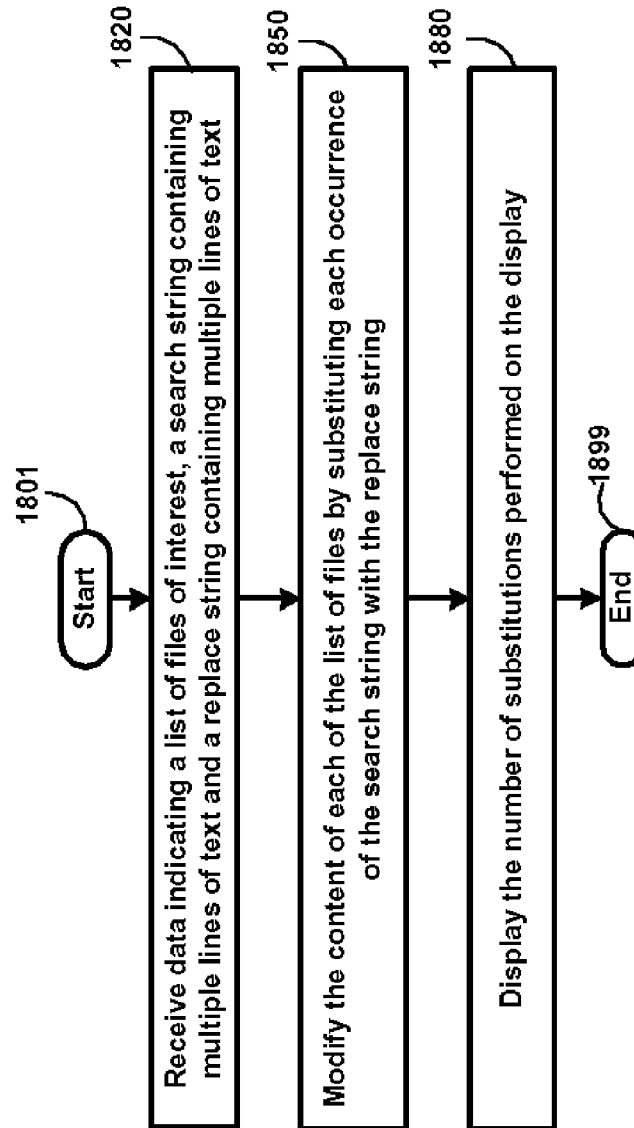 1801
Start
1820
Receive data indicating a list of files of interest, a search string containing
multiple lines of text and a replace string containing multiple lines of text
1850
Modify the content of each of the list of files by substituting each occurrence
of the search string with the replace string
1880
Display the number of substitutions performed on the display
1899
End